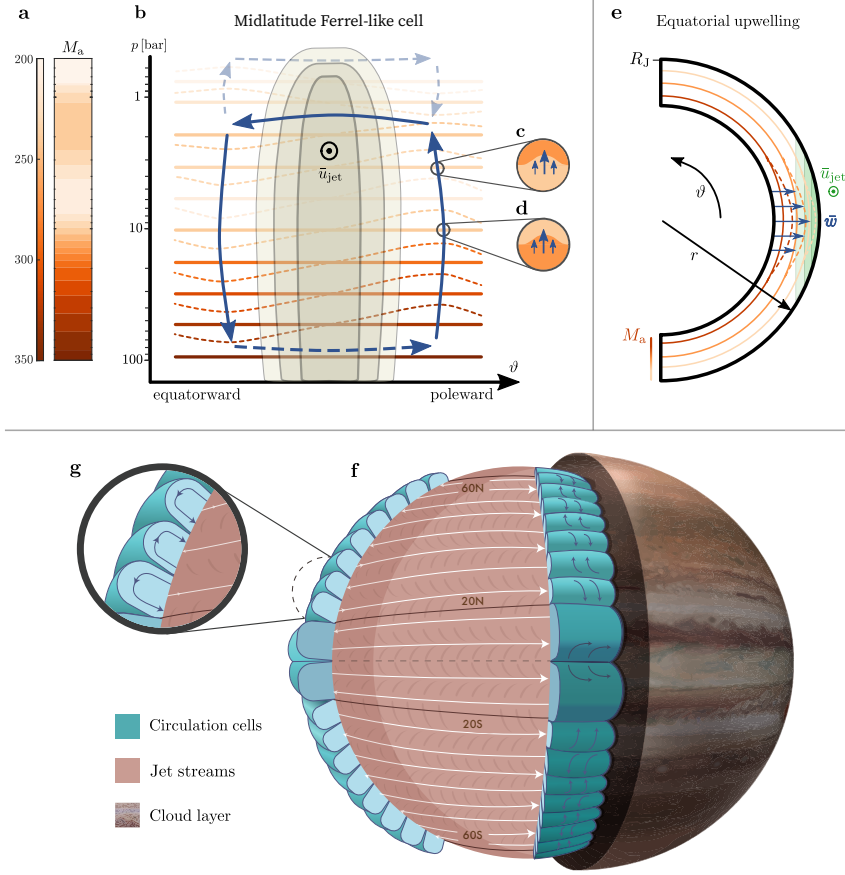 a
M_a
200
250
300
350
b
Midlatitude Ferrel-like cell
p [bar]
1
10
100
ū_jet
c
d
ϑ
equatorward
poleward
e
Equatorial upwelling
R_J
ϑ
ū_jet
w̄
r
M_a
g
f
60N
20N
20S
60S
Circulation cells
Jet streams
Cloud layer